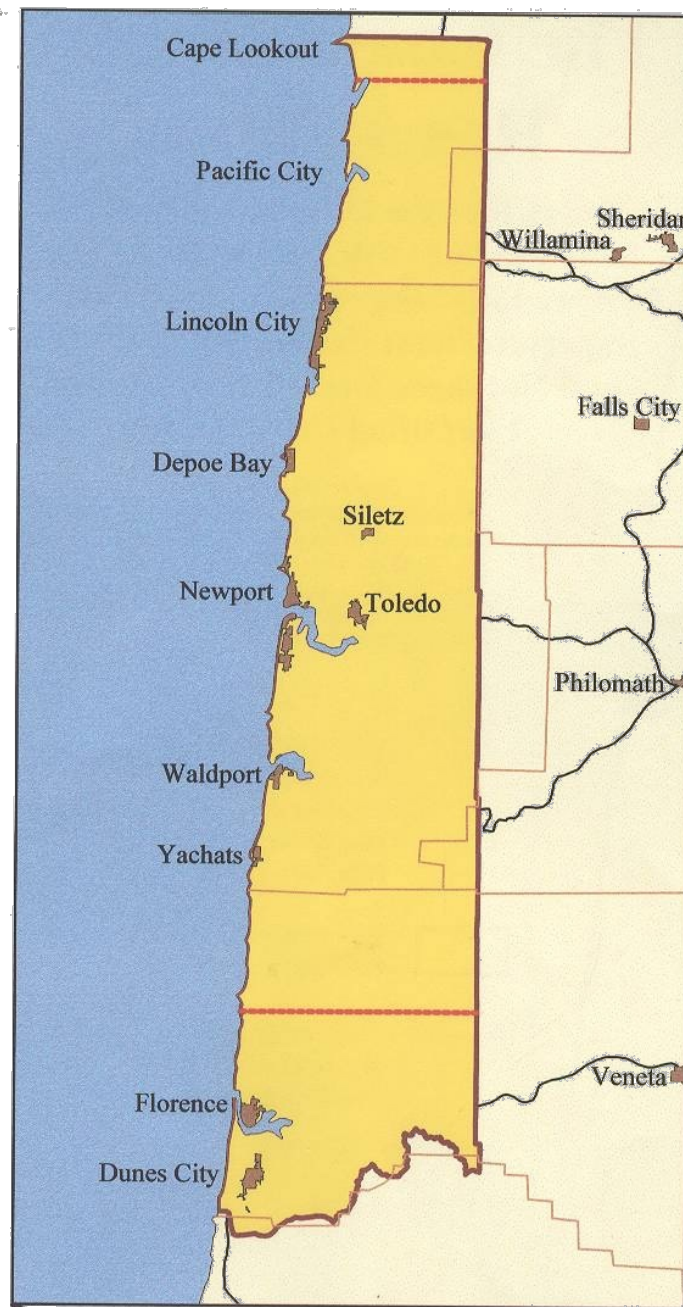 Cape Lookout
Pacific City
Sheridan
Willamina
Lincoln City
Falls City
Depoe Bay
Siletz
Newport
Toledo
Philomath
Waldport
Yachats
Veneta
Florence
Dunes City